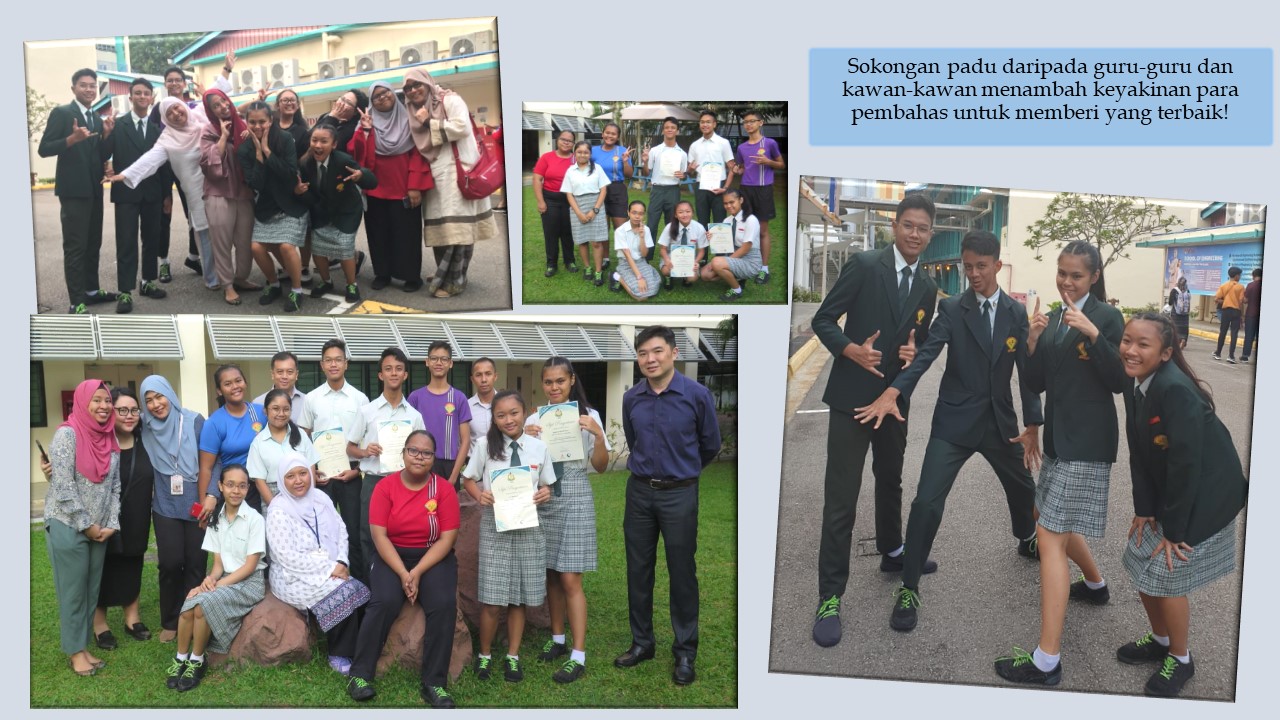 Sokongan padu daripada guru-guru dan
kawan-kawan menambah keyakinan para
pembahas untuk memberi yang terbaik!